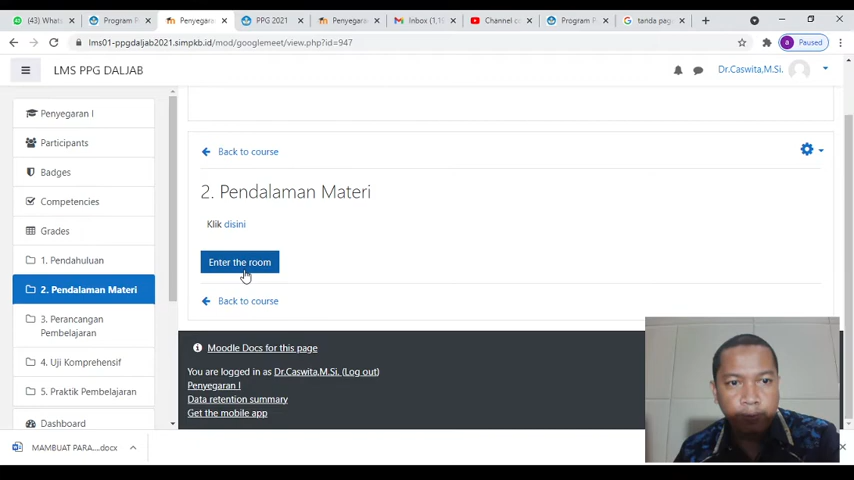 (43) Whats
Program R
Penyegaran
PPG 2021
Penyegaran
Inbox (1,1
Channel co
Program R
tanda pag
lms01-ppgdaljab2021.simpkb.id/mod/googlemeet/view.php?id=947
a Paused
LMS PPG DALJAB
Dr.Caswita,M.Si.
Penyegaran I
Participants
Badges
Competencies
Grades
1. Pendahuluan
2. Pendalaman Materi
3. Perancangan
Pembelajaran
4. Uji Komprehensif
5. Praktik Pembelajaran
Dashboard
Back to course
2. Pendalaman Materi
Klik disini
Enter the room
Back to course
Moodle Docs for this page
You are logged in as Dr.Caswita,M.Si. (Log out)
Penyegaran I
Data retention summary
Get the mobile app
MAMBUAT PARA....docx